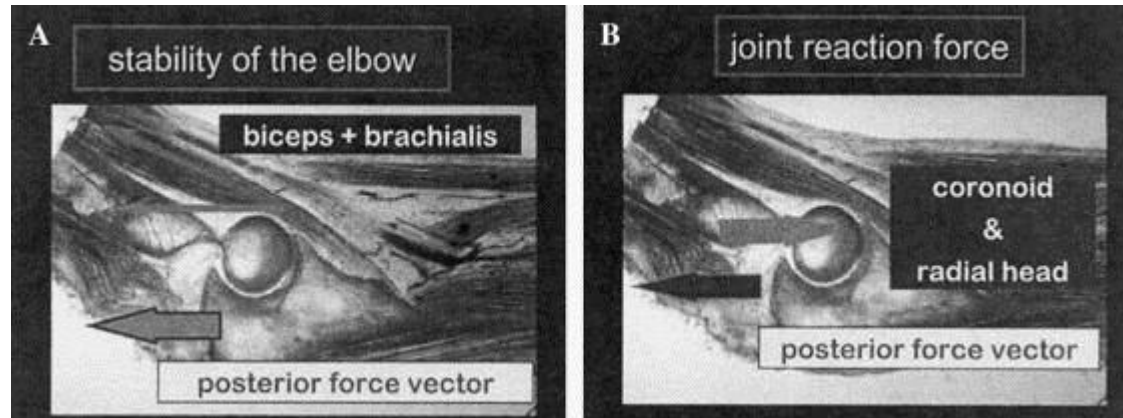 A
stability of the elbow
biceps + brachialis
posterior force vector
B
joint reaction force
coronoid
&
radial head
posterior force vector